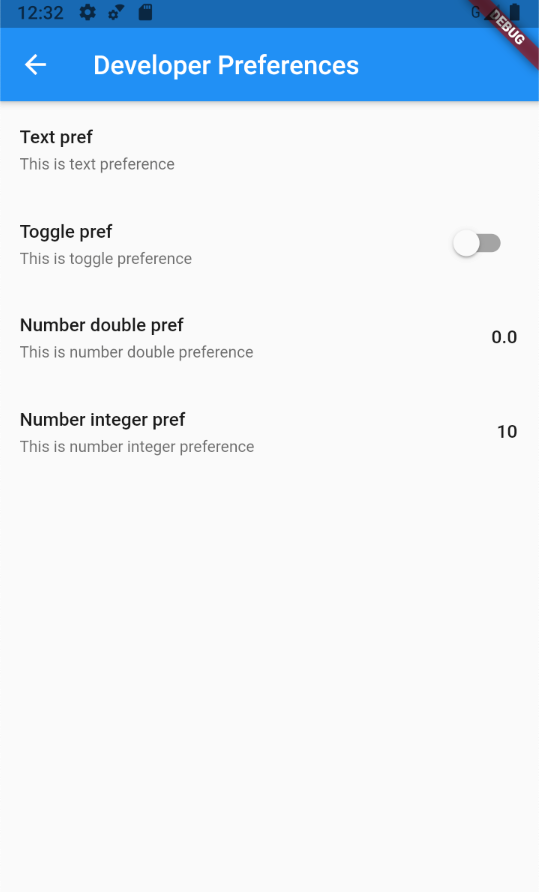 12:32
G
DEBUG
Developer Preferences
Text pref
This is text preference
Toggle pref
This is toggle preference
Number double pref
0.0
This is number double preference
Number integer pref
10
This is number integer preference